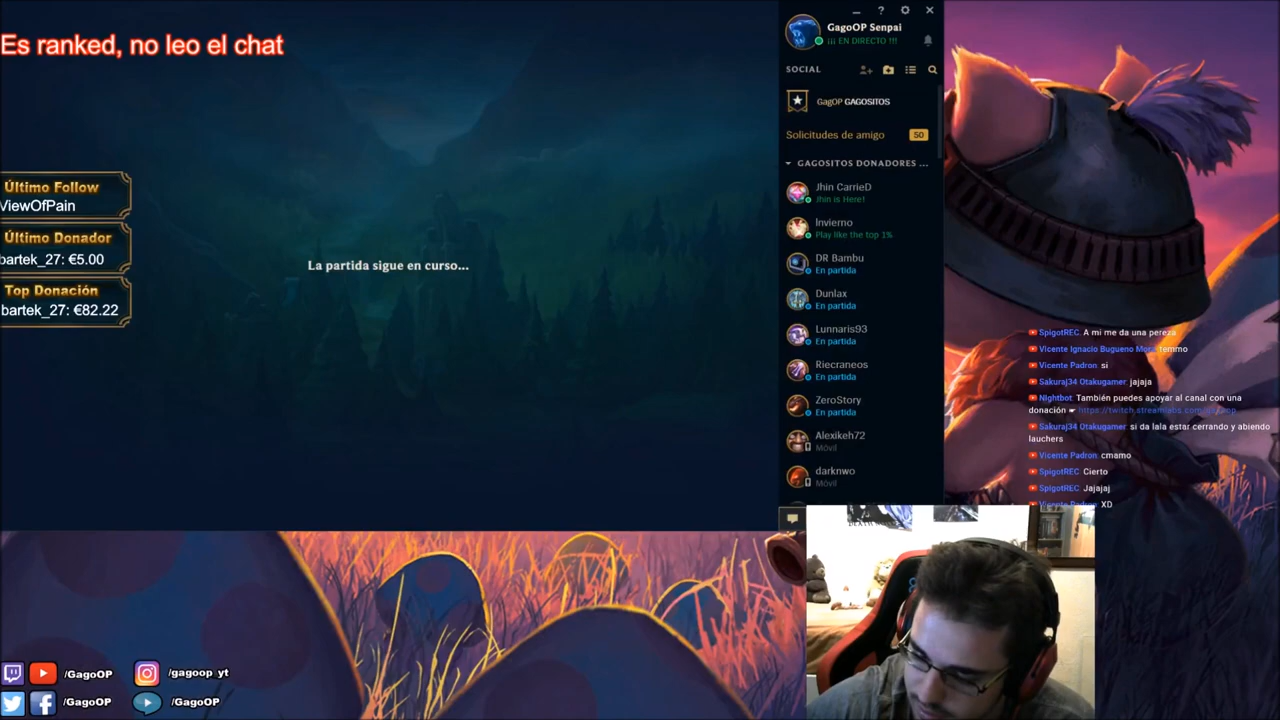 Es ranked, no leo el chat
Último Follow
ViewOfPain
Último Donador
bartek_27: €5.00
Top Donación
bartek_27: €82.22
La partida sigue en curso...
GagoOP Senpai
¡¡¡ EN DIRECTO !!!
SOCIAL
GagOP GAGOSITOS
Solicitudes de amigo 50
GAGOSITOS DONADORES ...
Jhin CarrieD
Jhin is Here!
Invierno
Play like the top 1%
DR Bambu
En partida
Dunlax
En partida
Lunnaris93
En partida
Riecraneos
En partida
ZeroStory
En partida
Alexikeh72
Móvil
darknwo
Móvil
SpigotREC: A mi me da una pereza
Vicente Ignacio Bugueno Mora: temmo
Vicente Padron: si
Sakuraj34 Otakugamer: jajaja
Nightbot: También puedes apoyar al canal con una
donación ☛
Sakuraj34 Otakugamer: si da lala estar cerrando y abiendo
lauchers
Vicente Padron: cmamo
SpigotREC: Cierto
SpigotREC: Jajajaj
Vicente Padron: XD
/GagoOP
/gagoop_yt
/GagoOP
/GagoOP